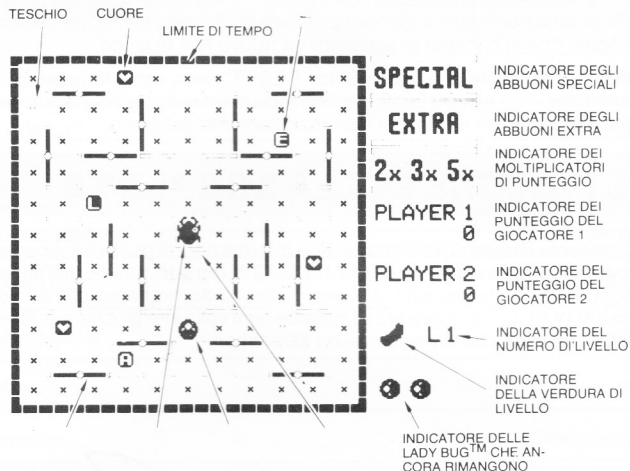 TESCHIO
CUORE
LIMITE DI TEMPO
SPECIAL
INDICATORE DEGLI
ABBUONI SPECIALI
EXTRA
INDICATORE DEGLI
ABBUONI EXTRA
2x 3x 5x
INDICATORE DEI
MOLTIPLICATORI
DI PUNTEGGIO
PLAYER 1
0
INDICATORE DEI
PUNTEGGIO DEL
GIOCATORE 1
PLAYER 2
0
INDICATORE DEL
PUNTEGGIO DEL
GIOCATORE 2
L1
INDICATORE DEL
NUMERO DI LIVELLO
INDICATORE
DELLA VERDURA DI
LIVELLO
INDICATORE DELLE
LADY BUG™ CHE AN-
CORA RIMANGONO
E
L
A